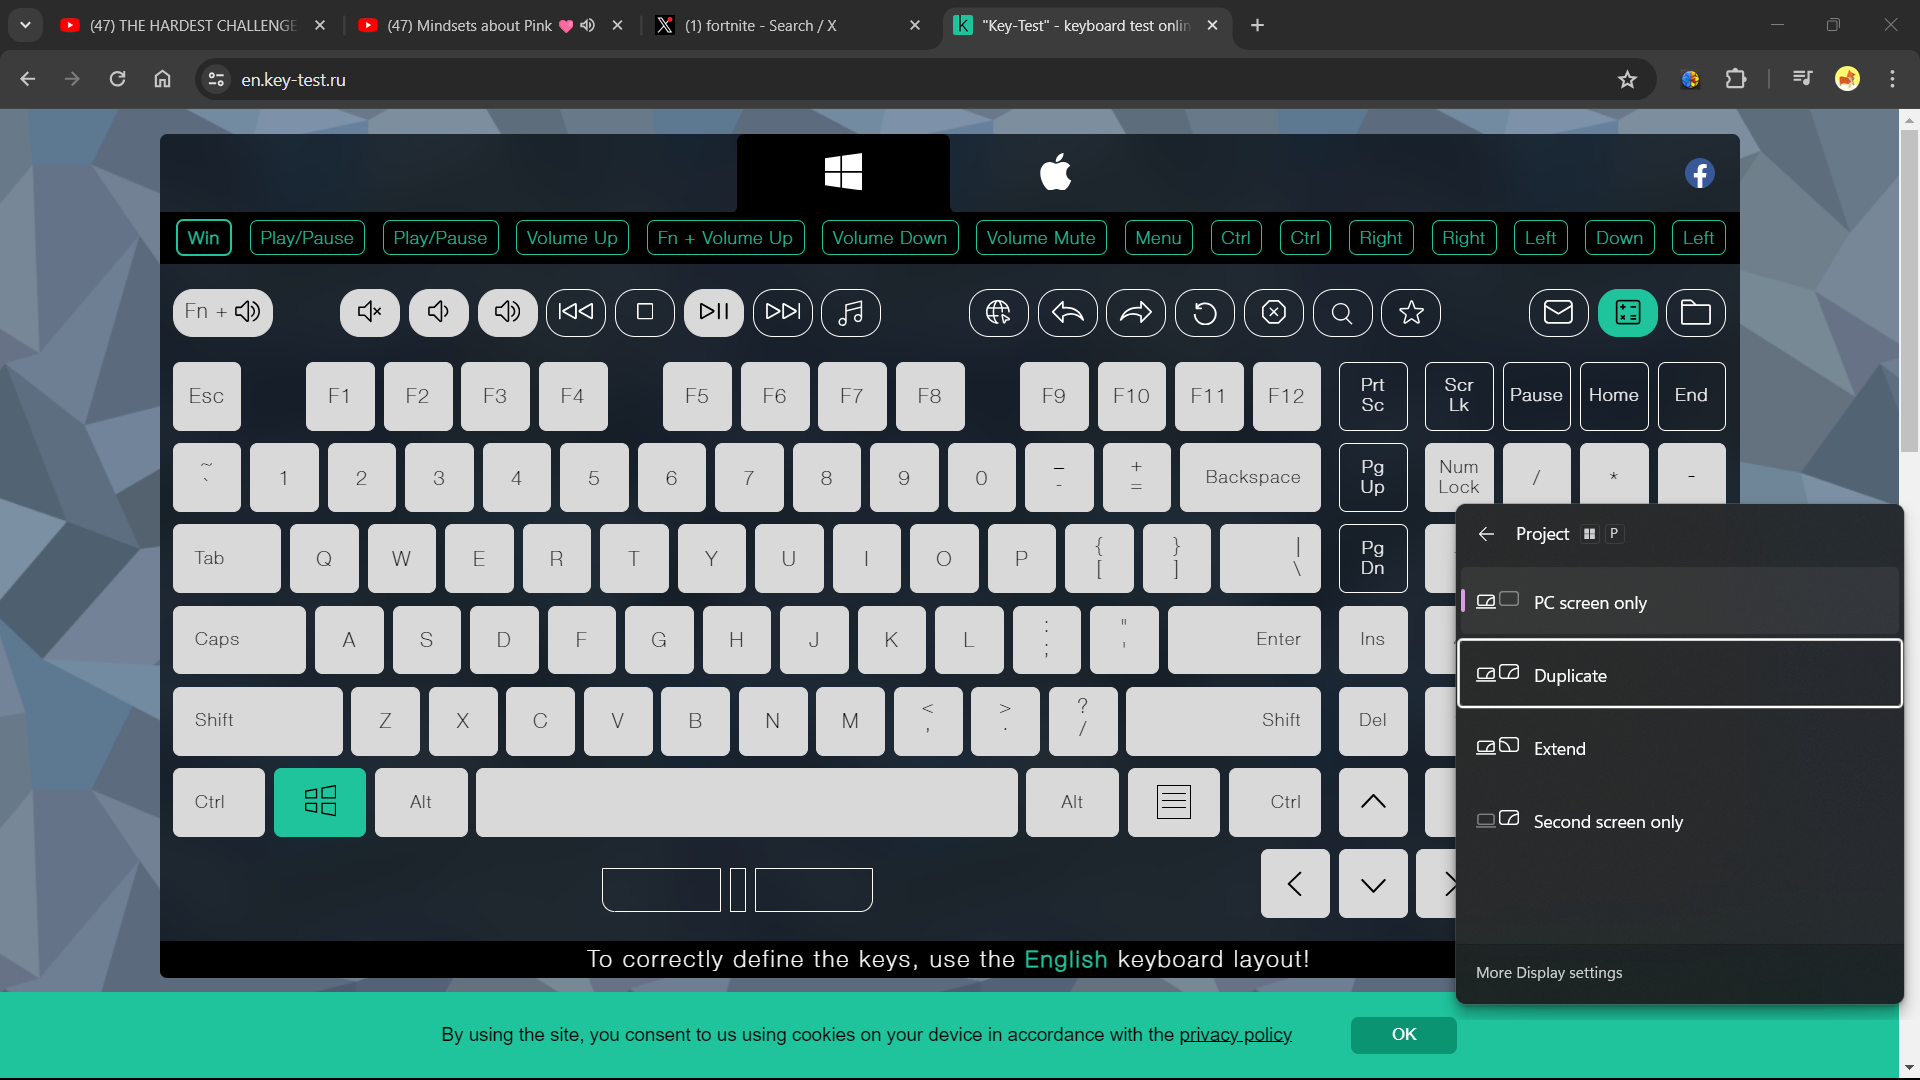 (47) THE HARDEST CHALLENGE
(47) Mindsets about Pink
(1) fortnite - Search / X
"Key-Test" - keyboard test onlin
en.key-test.ru
Win Play/Pause Play/Pause Volume Up Fn + Volume Up Volume Down Volume Mute Menu Ctrl Ctrl Right Right Left Down Left
Fn +
Esc F1 F2 F3 F4 F5 F6 F7 F8 F9 F10 F11 F12 Prt Sc Scr Lk Pause Home End
~ ` 1 2 3 4 5 6 7 8 9 0 _ - + = Backspace Pg Up Num Lock / * -
Tab Q W E R T Y U I O P { [ } ] | \ Pg Dn
Caps A S D F G H J K L : ; " ' Enter Ins
Shift Z X C V B N M < , > . ? / Shift Del
Ctrl Alt Alt Ctrl
To correctly define the keys, use the English keyboard layout!
By using the site, you consent to us using cookies on your device in accordance with the privacy policy
OK
Project P
PC screen only
Duplicate
Extend
Second screen only
More Display settings